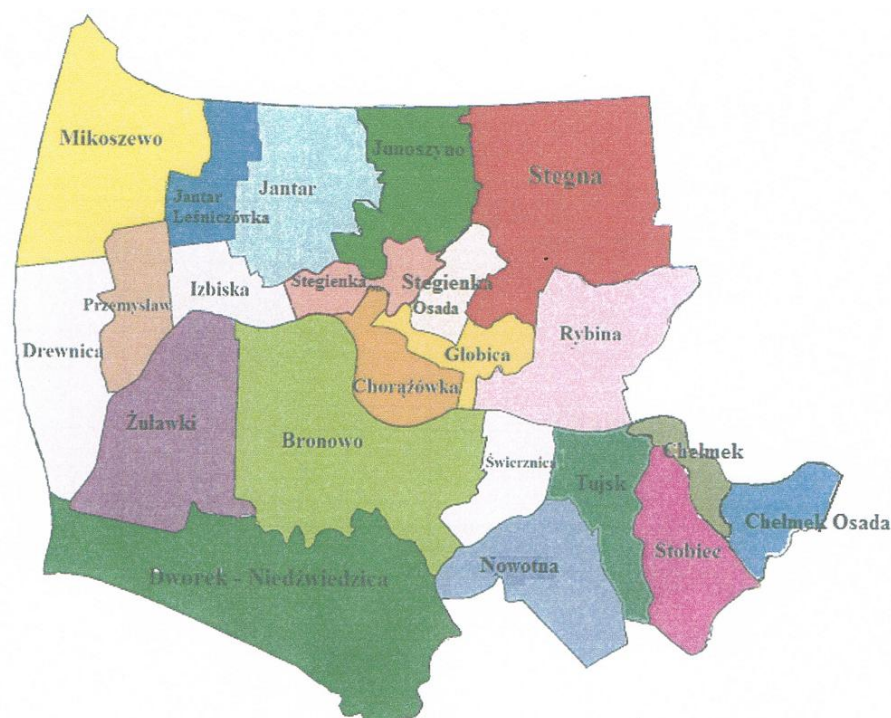 Mikoszewo
Junoszyno
Stegna
Jantar
Jantar
Leśniczówka
Izbiska
Stegienka
Stegienka
Osada
Przemysław
Rybina
Drewnica
Globica
Chorążówka
Żuławki
Bronowo
Świerznica
Chełmek
Tujsk
Chełmek Osada
Stobiec
Nowotna
Dworek - Niedźwiedzica